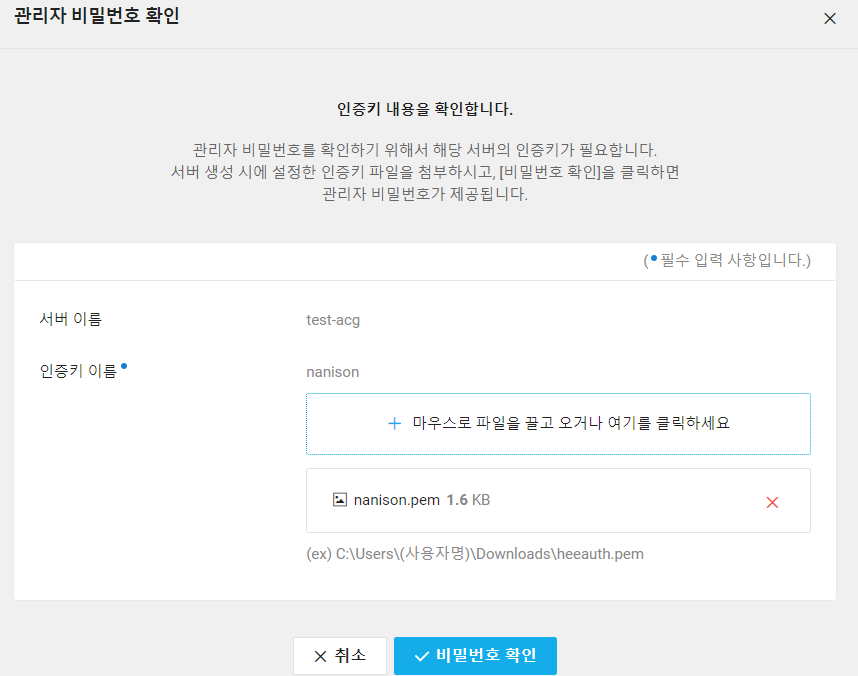 관리자 비밀번호 확인
인증키 내용을 확인합니다.
관리자 비밀번호를 확인하기 위해서 해당 서버의 인증키가 필요합니다.
서버 생성 시에 설정한 인증키 파일을 첨부하시고, [비밀번호 확인]을 클릭하면
관리자 비밀번호가 제공됩니다.
(• 필수 입력 사항입니다.)
서버 이름 test-acg
인증키 이름• nanison
+ 마우스로 파일을 끌고 오거나 여기를 클릭하세요
nanison.pem 1.6 KB
(ex) C:\Users\(사용자명)\Downloads\heeauth.pem
취소 비밀번호 확인